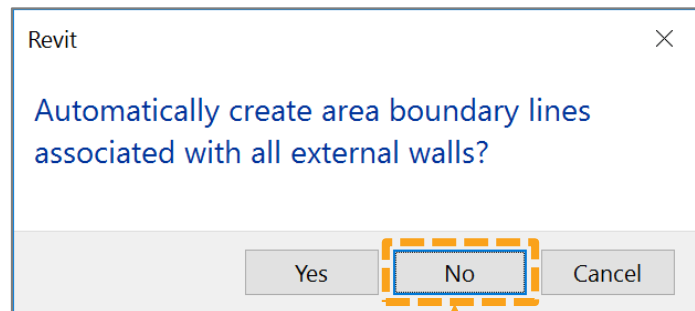 Revit
Automatically create area boundary lines
associated with all external walls?
Yes No Cancel